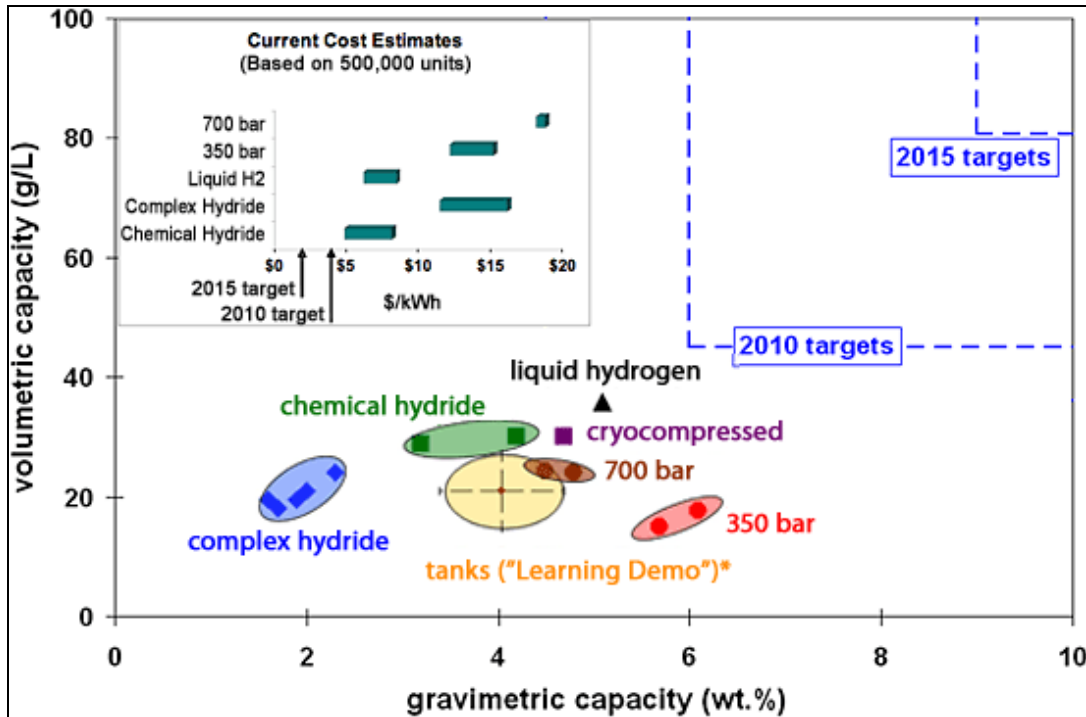 Current Cost Estimates
(Based on 500,000 units)
700 bar
350 bar
Liquid H2
Complex Hydride
Chemical Hydride
$0 $5 $10 $15 $20
2015 target
2010 target
$/kWh
volumetric capacity (g/L)
100
80
60
40
20
0
2015 targets
2010 targets
liquid hydrogen
chemical hydride
cryocompressed
700 bar
350 bar
complex hydride
tanks ("Learning Demo")*
0 2 4 6 8 10
gravimetric capacity (wt.%)